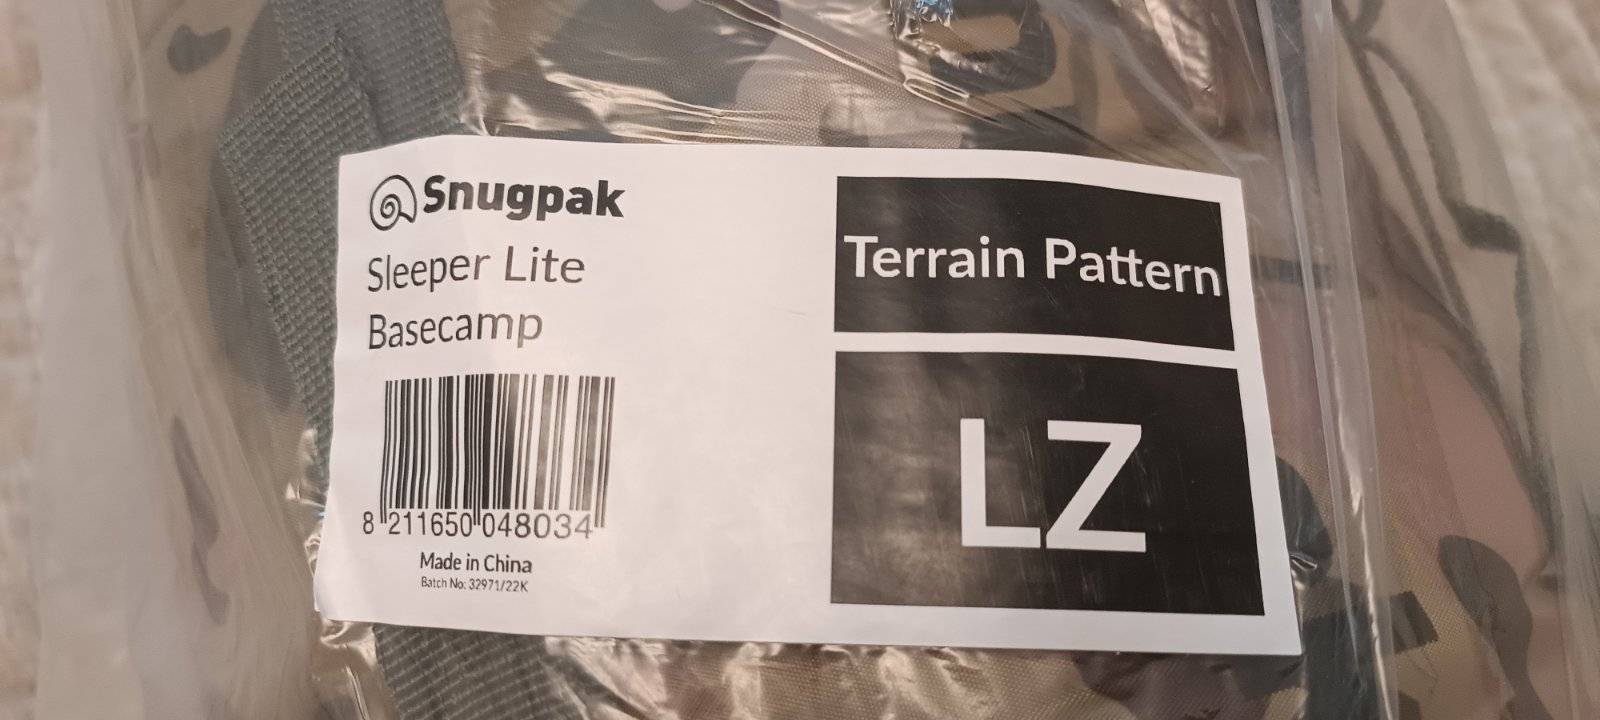 Snugpak
Sleeper Lite
Basecamp
8 211650 048034
Made in China
Batch No: 32971/22K
Terrain Pattern
LZ